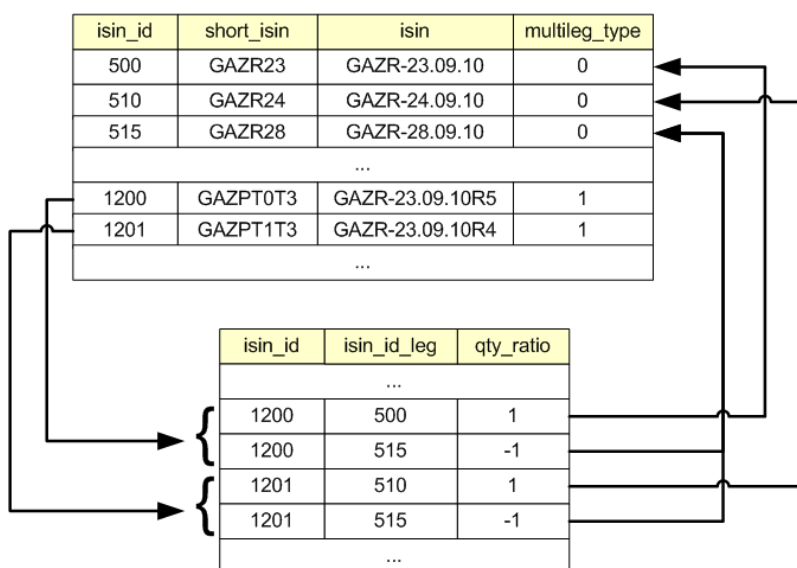 isin_id short_isin isin multileg_type
500 GAZR23 GAZR-23.09.10 0
510 GAZR24 GAZR-24.09.10 0
515 GAZR28 GAZR-28.09.10 0
...
1200 GAZPT0T3 GAZR-23.09.10R5 1
1201 GAZPT1T3 GAZR-23.09.10R4 1
...
isin_id isin_id_leg qty_ratio
...
1200 500 1
1200 515 -1
1201 510 1
1201 515 -1
...